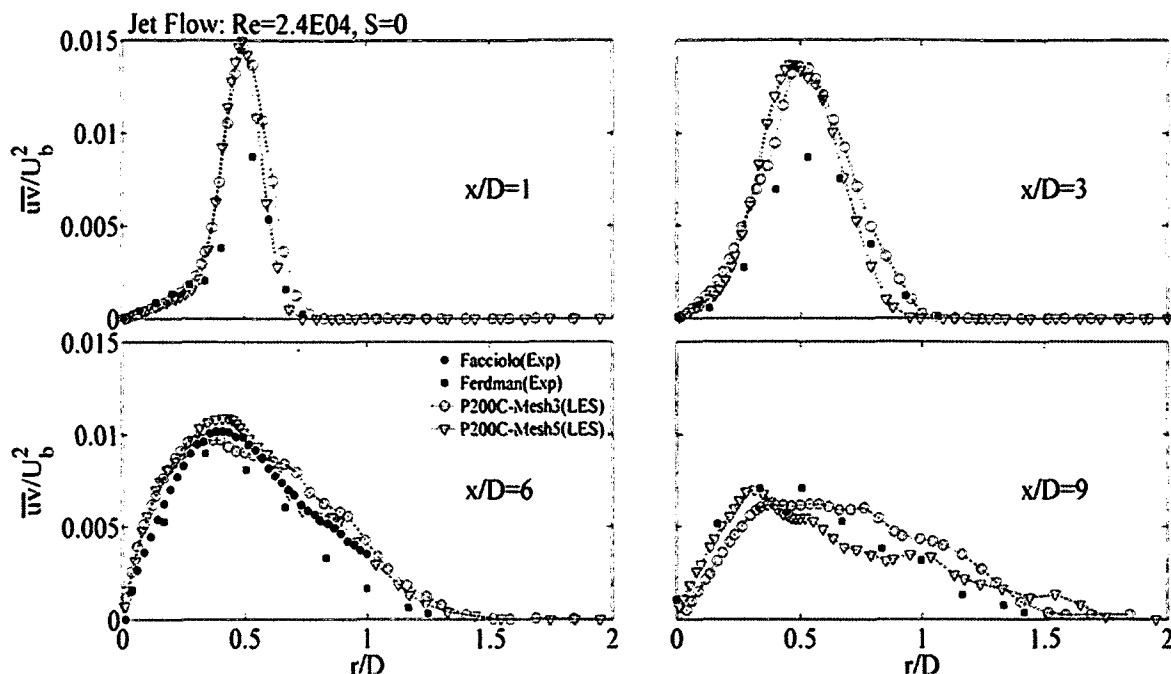 Jet Flow: Re=2.4E04, S=0
0.015
0.01
0.005
0
u̅v̅/U_b^2
x/D=1
x/D=3
0.015
0.01
0.005
0
u̅v̅/U_b^2
Facciolo(Exp)
Ferdman(Exp)
P200C-Mesh3(LES)
P200C-Mesh5(LES)
x/D=6
x/D=9
0 0.5 1 1.5 2
r/D
0 0.5 1 1.5 2
r/D